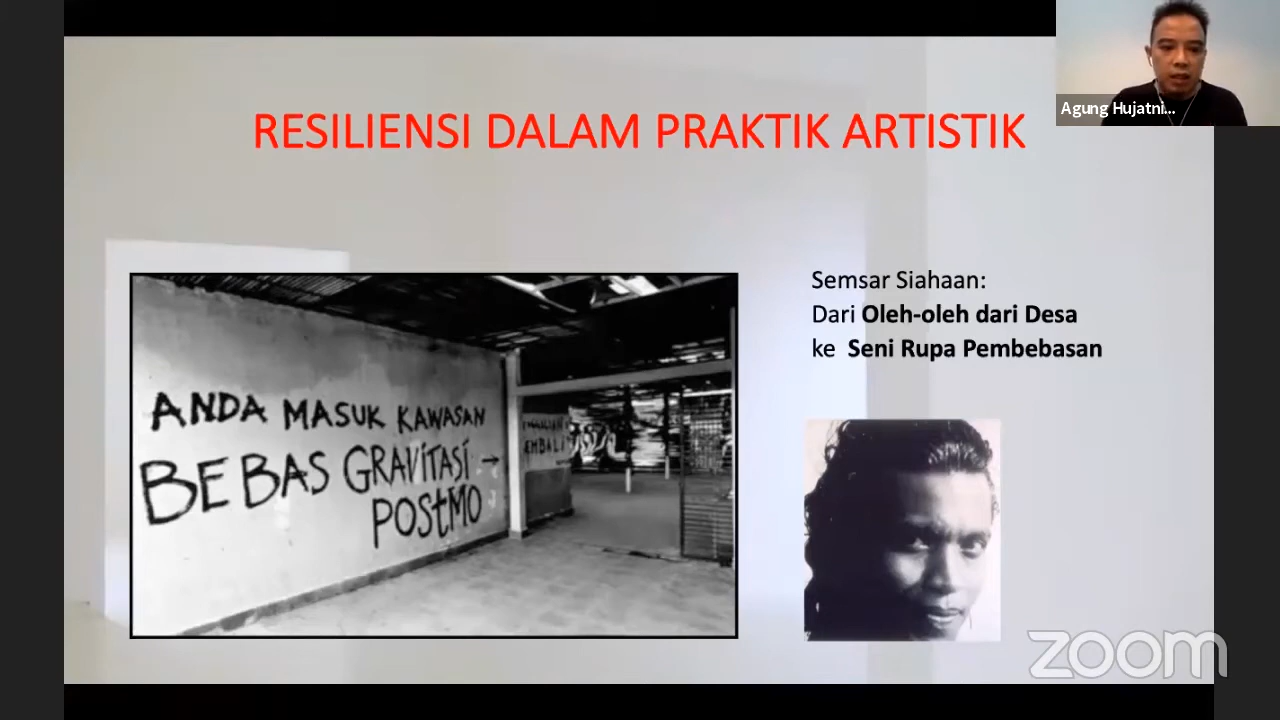 RESILIENSI DALAM PRAKTIK ARTISTIK
Agung Hujatni...
Semsar Siahaan:
Dari Oleh-oleh dari Desa
ke Seni Rupa Pembebasan
ANDA MASUK KAWASAN
BEBAS GRAVITASI →
POStMO
zoom